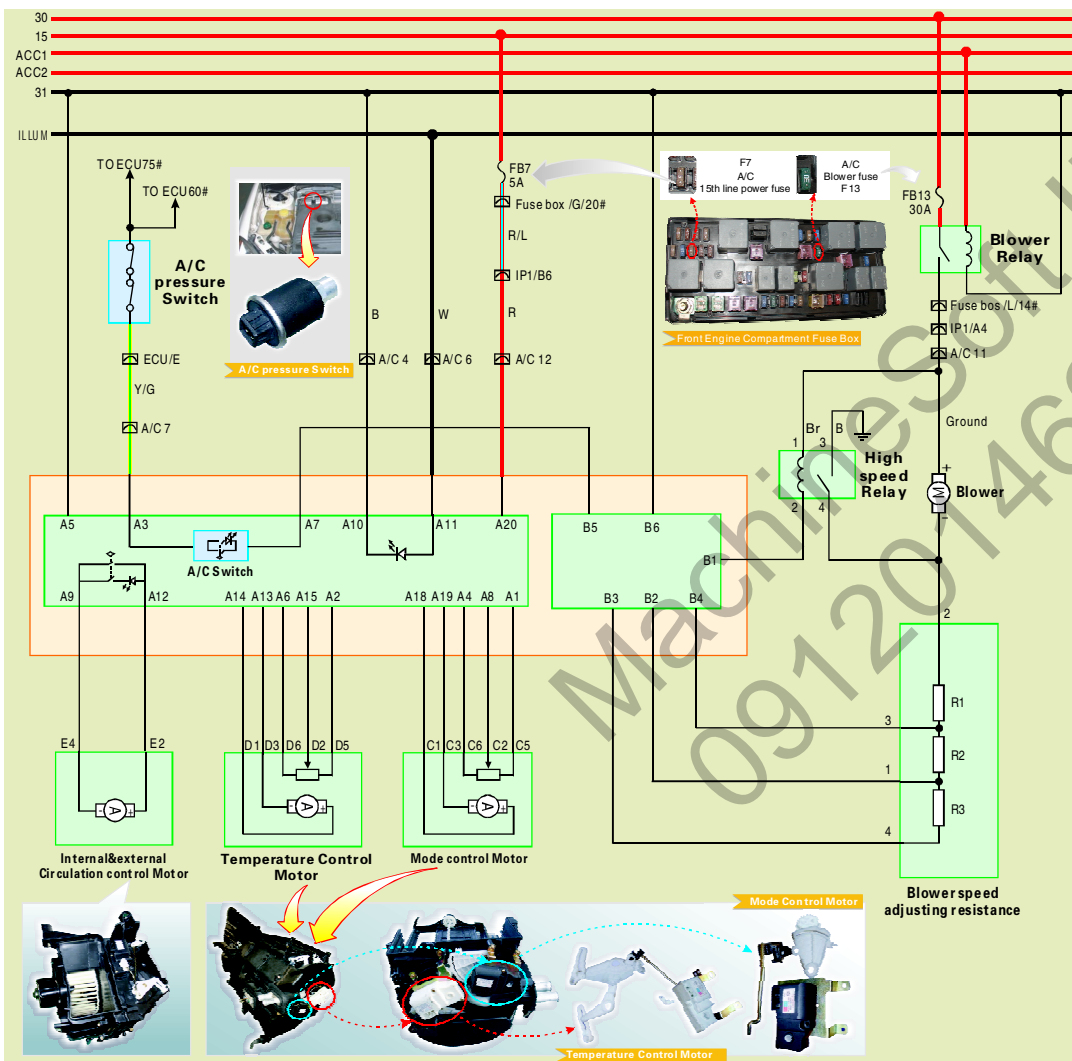 30
15
ACC1
ACC2
31
ILLUM
TO ECU75#
TO ECU60#
A/C
pressure
Switch
ECU/E
Y/G
A/C 7
A/C pressure Switch
B
W
A/C 4
A/C 6
FB7
5A
Fuse box /G/20#
R/L
IP1/B6
R
A/C 12
F7
A/C
15th line power fuse
A/C
Blower fuse
F13
Front Engine Compartment Fuse Box
FB13
30A
Blower
Relay
Fuse bos /L/14#
IP1/A4
A/C 11
Ground
Br
B
1
3
High
speed
Relay
2
4
+
M
-
Blower
A5
A3
A7
A10
A11
A20
B5
B6
B1
A/C Switch
A9
A12
A14
A13
A6
A15
A2
A18
A19
A4
A8
A1
B3
B2
B4
2
R1
3
R2
1
R3
4
Blower speed
adjusting resistance
E4
E2
D1
D3
D6
D2
D5
C1
C3
C6
C2
C5
- A +
- A +
- A +
Internal&external
Circulation control Motor
Temperature Control
Motor
Mode control Motor
Mode Control Motor
Temperature Control Motor